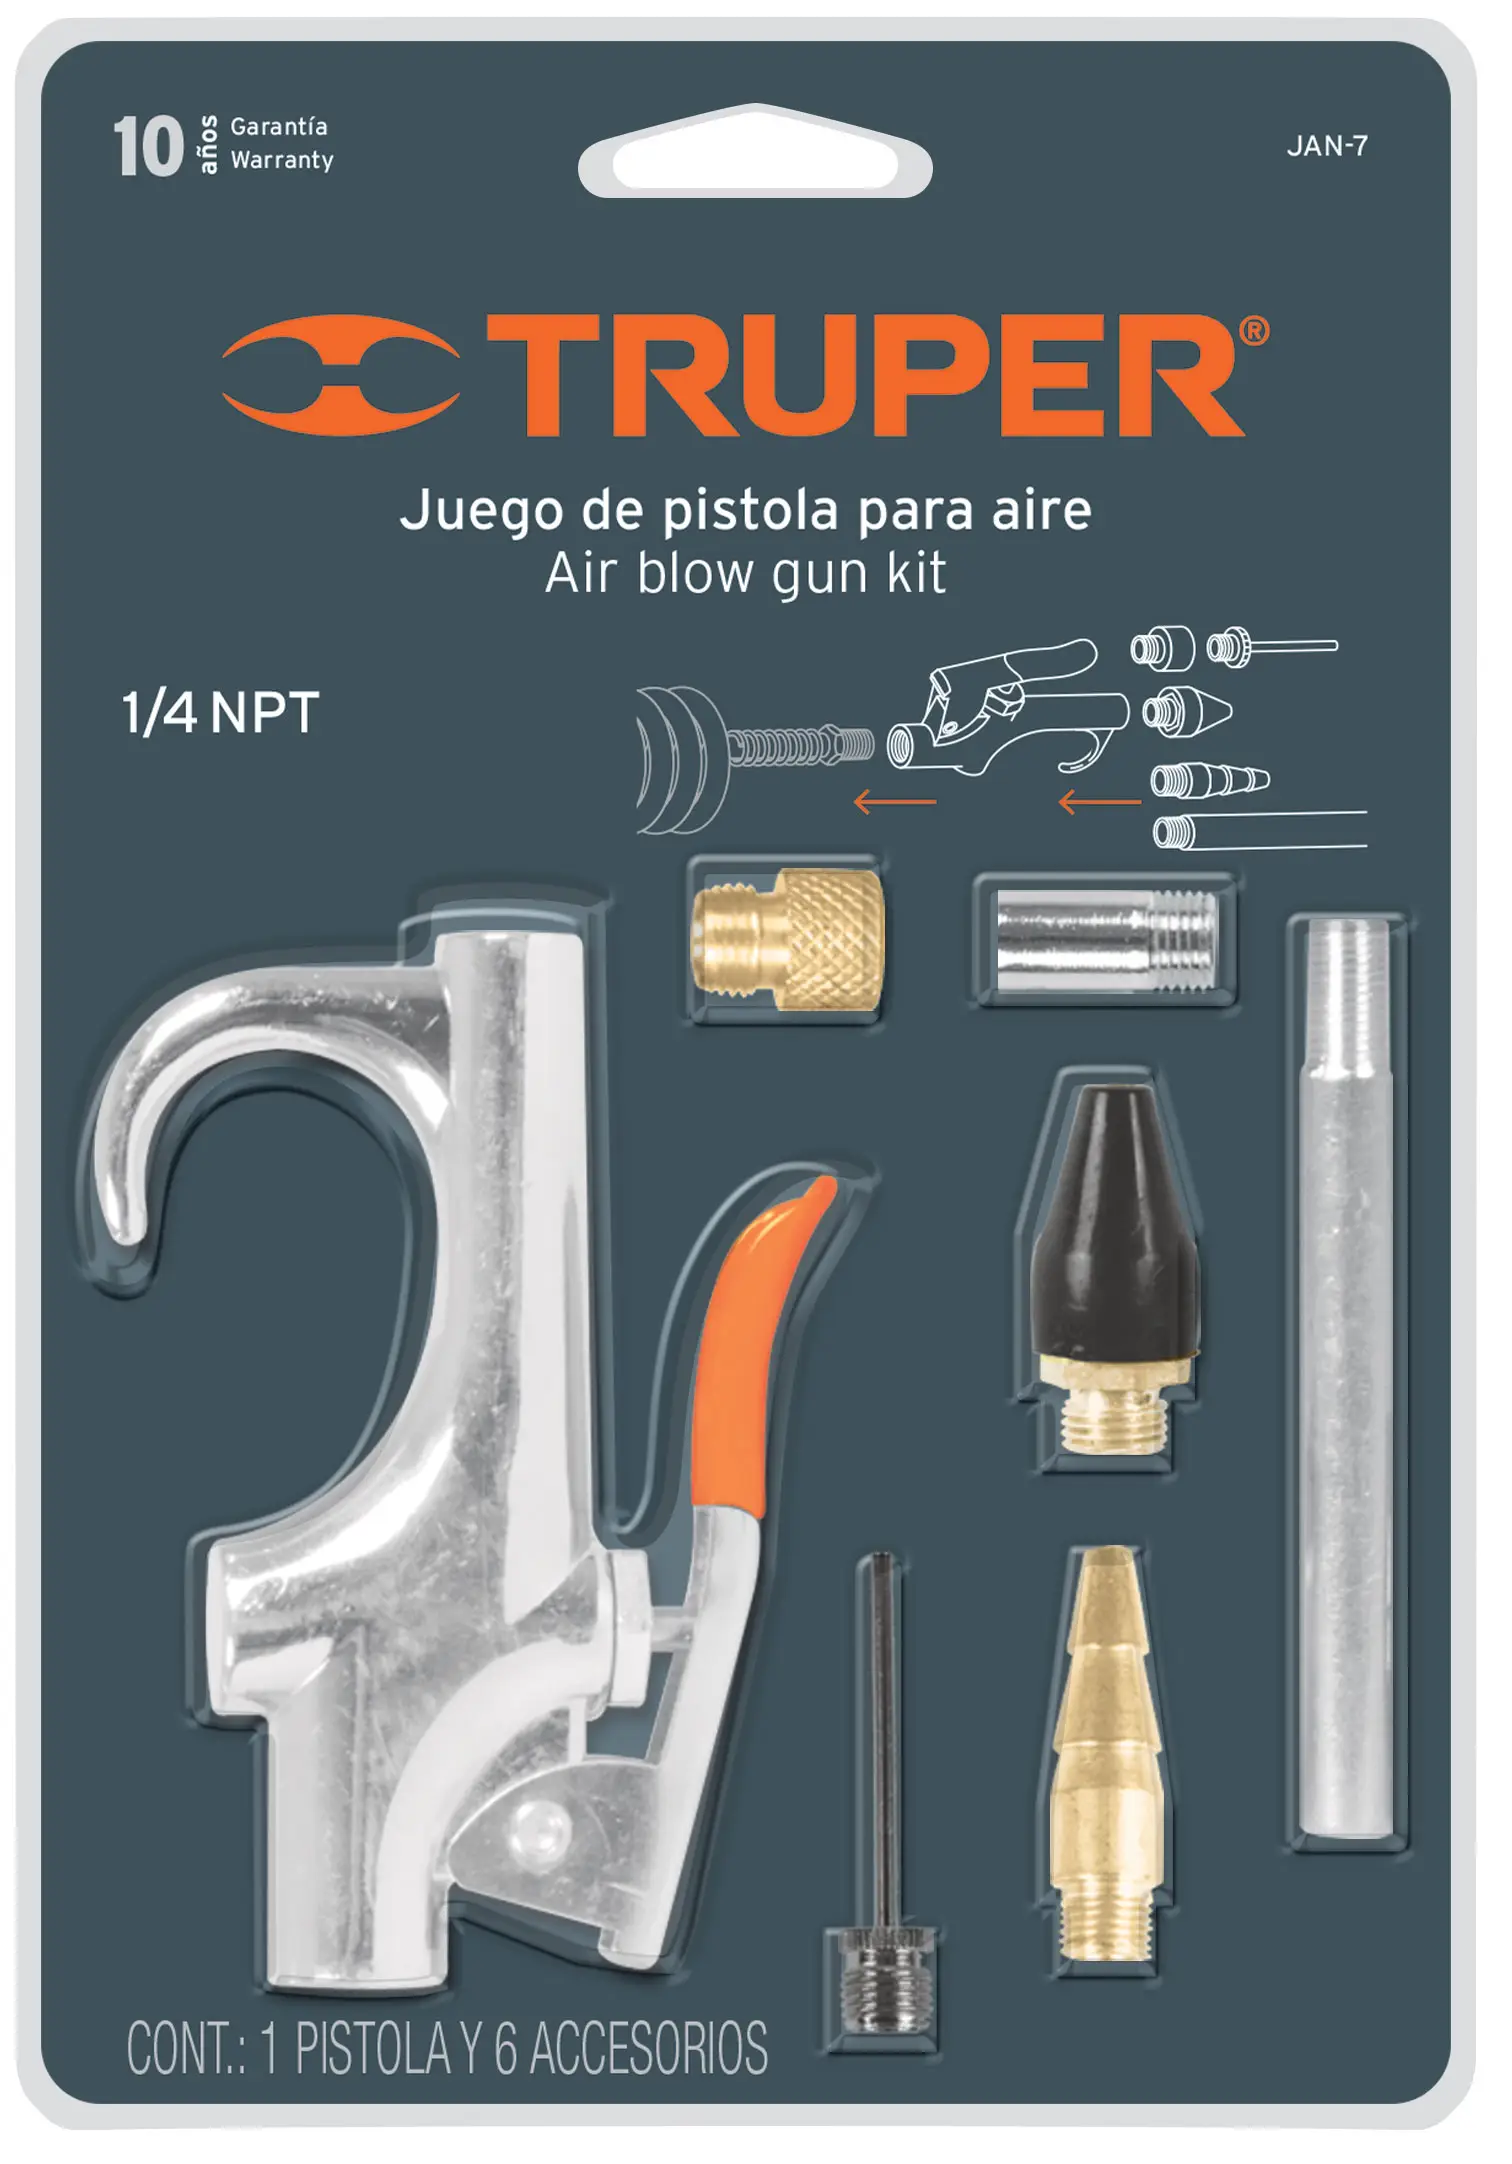 10 años
Garantía
Warranty
JAN-7
TRUPER®
Juego de pistola para aire
Air blow gun kit
1/4 NPT
CONT.: 1 PISTOLA Y 6 ACCESORIOS